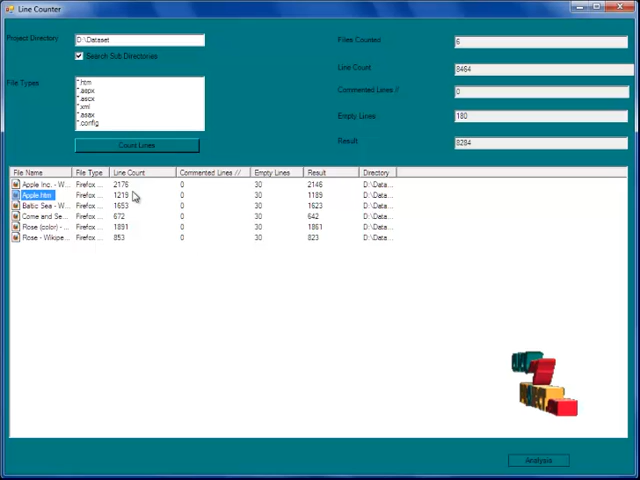 Line Counter
Project Directory
D:\Dataset
Search Sub Directories
File Types
*.htm
*.aspx
*.ascx
*.xml
*.asax
*.config
Count Lines
Files Counted 6
Line Count 8464
Commented Lines // 0
Empty Lines 180
Result 8284
File Name File Type Line Count Commented Lines // Empty Lines Result Directory
Apple Inc. - W... Firefox ... 2176 0 30 2146 D:\Data...
Apple.htm Firefox ... 1219 0 30 1189 D:\Data...
Baltic Sea - W... Firefox ... 1653 0 30 1623 D:\Data...
Come and Se... Firefox ... 672 0 30 642 D:\Data...
Rose (color) - ... Firefox ... 1891 0 30 1861 D:\Data...
Rose - Wikipe... Firefox ... 853 0 30 823 D:\Data...
Analysis